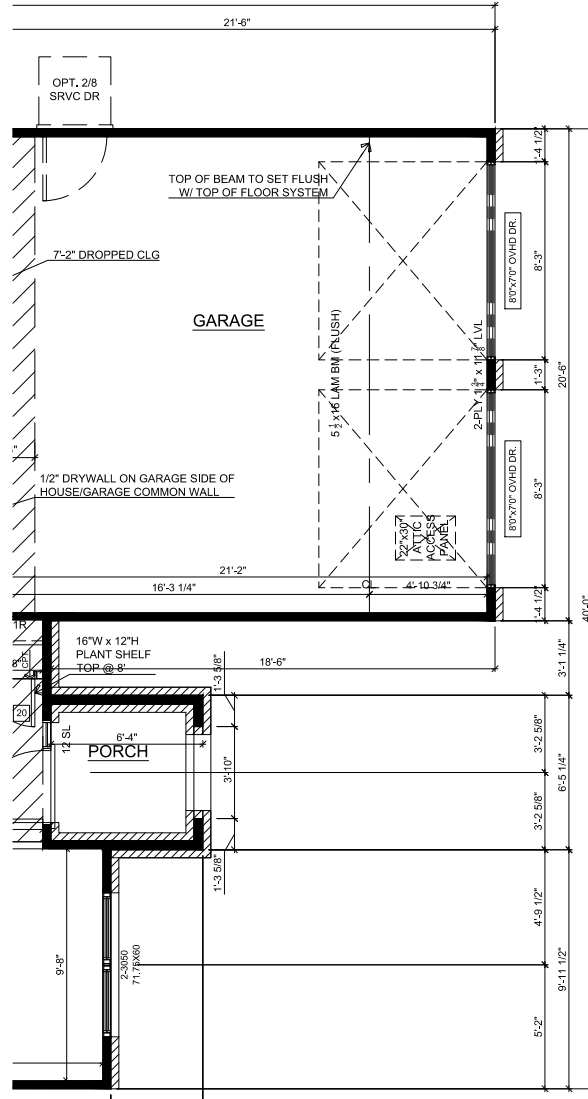 21'-6"
OPT. 2/8
SRVC DR
TOP OF BEAM TO SET FLUSH
W/ TOP OF FLOOR SYSTEM
1'-4 1/2"
7'-2" DROPPED CLG
8'0"x7'0" OVHD DR.
8'-3"
GARAGE
5 1/2 x16 LAM BM (FLUSH)
2-PLY 1 3/4" x 11 7/8" LVL
1'-3"
20'-6"
1/2" DRYWALL ON GARAGE SIDE OF
HOUSE/GARAGE COMMON WALL
8'0"x7'0" OVHD DR.
8'-3"
22"x30"
ATTIC
ACCESS
PANEL
21'-2"
16'-3 1/4"
CL
4'-10 3/4"
1'-4 1/2"
40'-0"
1R
16"W x 12"H
PLANT SHELF
TOP @ 8'
18'-6"
3'-1 1/4"
CPT
8"
1'-3 5/8"
20
12 SL
6'-4"
PORCH
3'-10"
3'-2 5/8"
6'-5 1/4"
3'-2 5/8"
1'-3 5/8"
4'-9 1/2"
9'-8"
2-3050
71.75X60
9'-11 1/2"
5'-2"